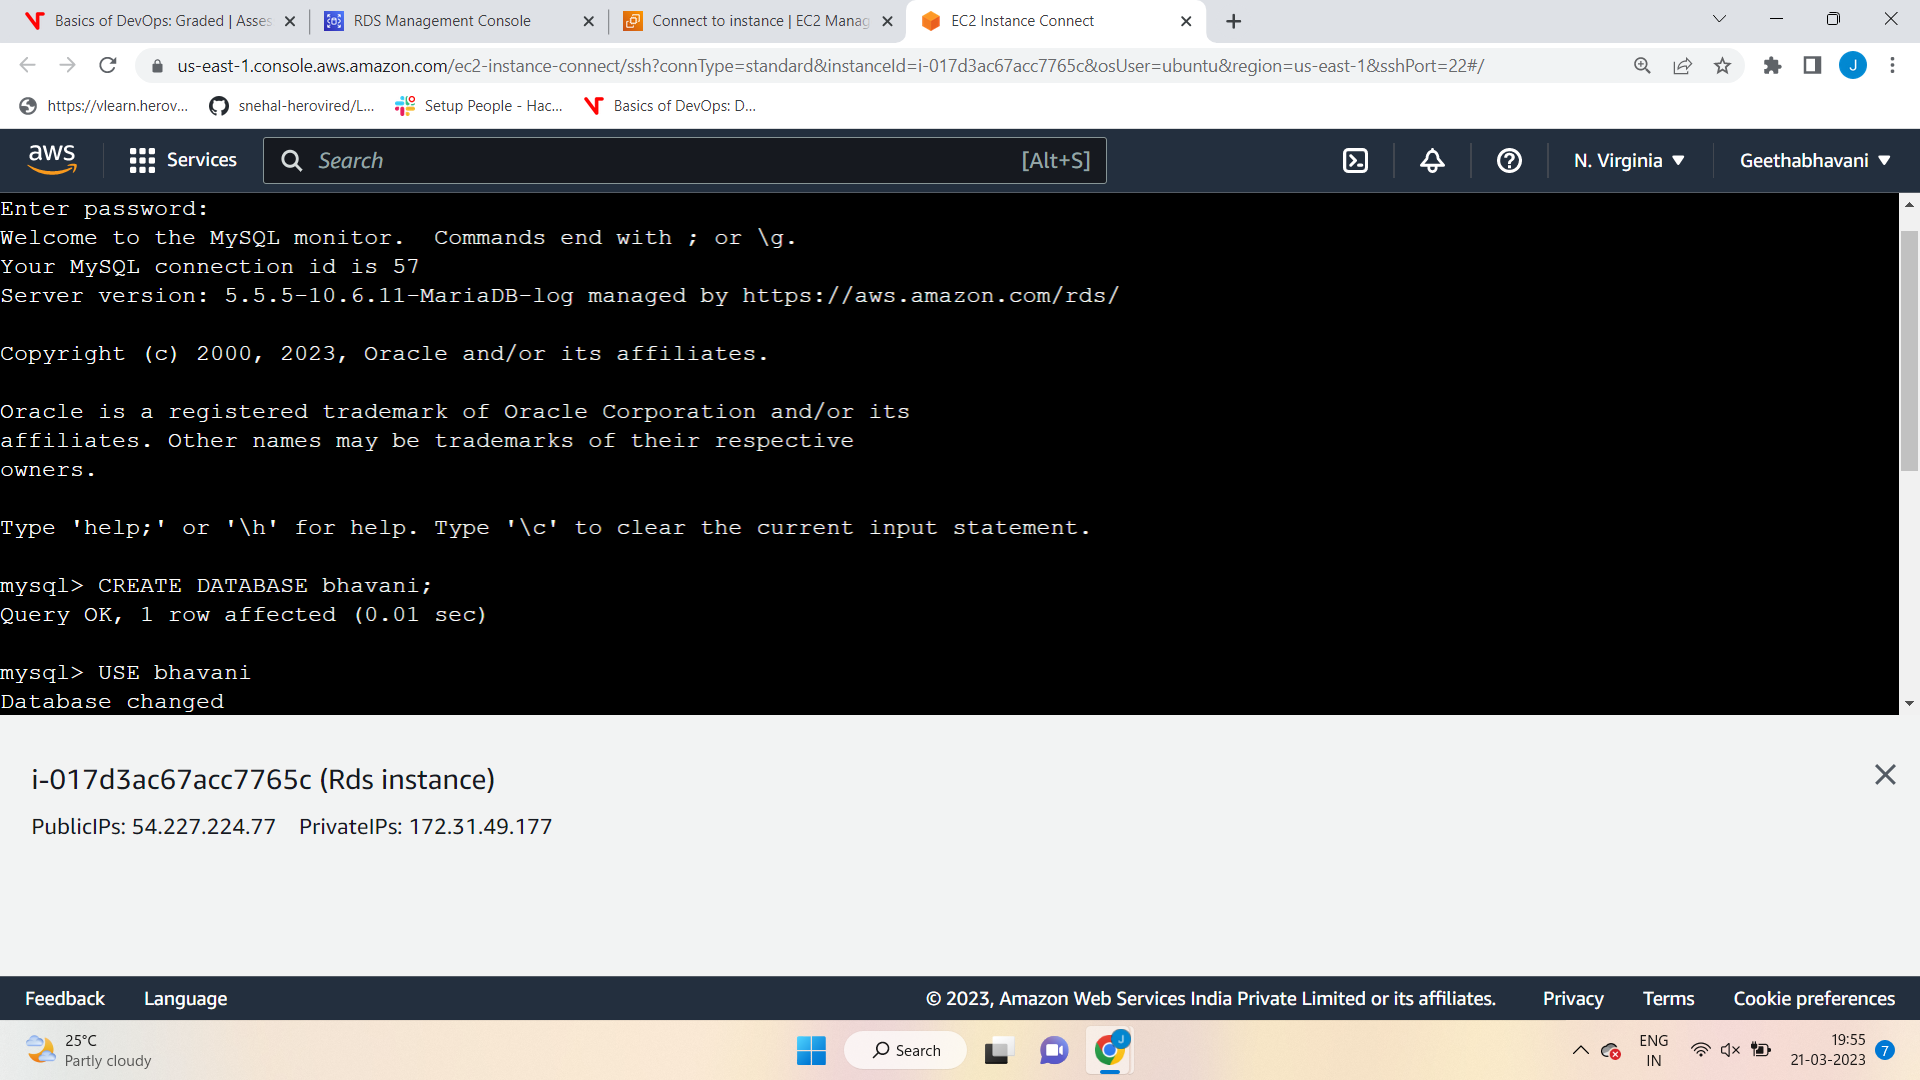 Basics of DevOps: Graded | Asses
RDS Management Console
Connect to instance | EC2 Manag
EC2 Instance Connect
us-east-1.console.aws.amazon.com/ec2-instance-connect/ssh?connType=standard&instanceId=i-017d3ac67acc7765c&osUser=ubuntu&region=us-east-1&sshPort=22#/
J
https://vlearn.herov...
snehal-herovired/L...
Setup People - Hac...
Basics of DevOps: D...
aws
Services
Search
[Alt+S]
N. Virginia
Geethabhavani
Enter password:
Welcome to the MySQL monitor.  Commands end with ; or \g.
Your MySQL connection id is 57
Server version: 5.5.5-10.6.11-MariaDB-log managed by https://aws.amazon.com/rds/
Copyright (c) 2000, 2023, Oracle and/or its affiliates.
Oracle is a registered trademark of Oracle Corporation and/or its
affiliates. Other names may be trademarks of their respective
owners.
Type 'help;' or '\h' for help. Type '\c' to clear the current input statement.
mysql> CREATE DATABASE bhavani;
Query OK, 1 row affected (0.01 sec)
mysql> USE bhavani
Database changed
i-017d3ac67acc7765c (Rds instance)
PublicIPs: 54.227.224.77    PrivateIPs: 172.31.49.177
Feedback
Language
© 2023, Amazon Web Services India Private Limited or its affiliates.
Privacy
Terms
Cookie preferences
25°C
Partly cloudy
Search
J
ENG
IN
19:55
21-03-2023
7